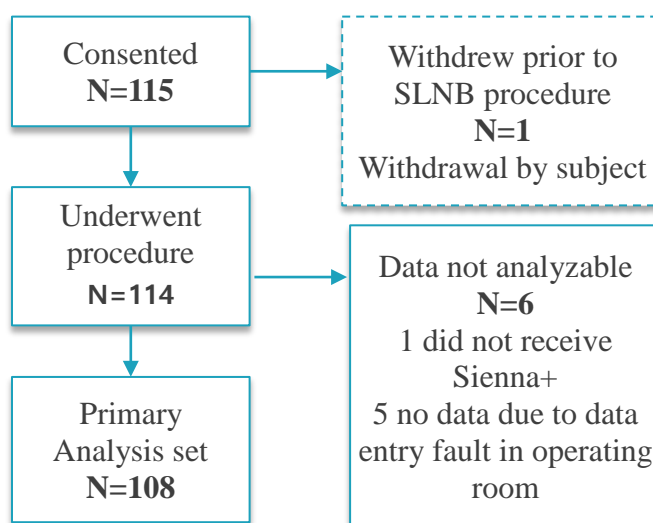 Consented
N=115
Withdrew prior to
SLNB procedure
N=1
Withdrawal by subject
Underwent
procedure
N=114
Data not analyzable
N=6
1 did not receive
Sienna+
5 no data due to data
entry fault in operating
room
Primary
Analysis set
N=108